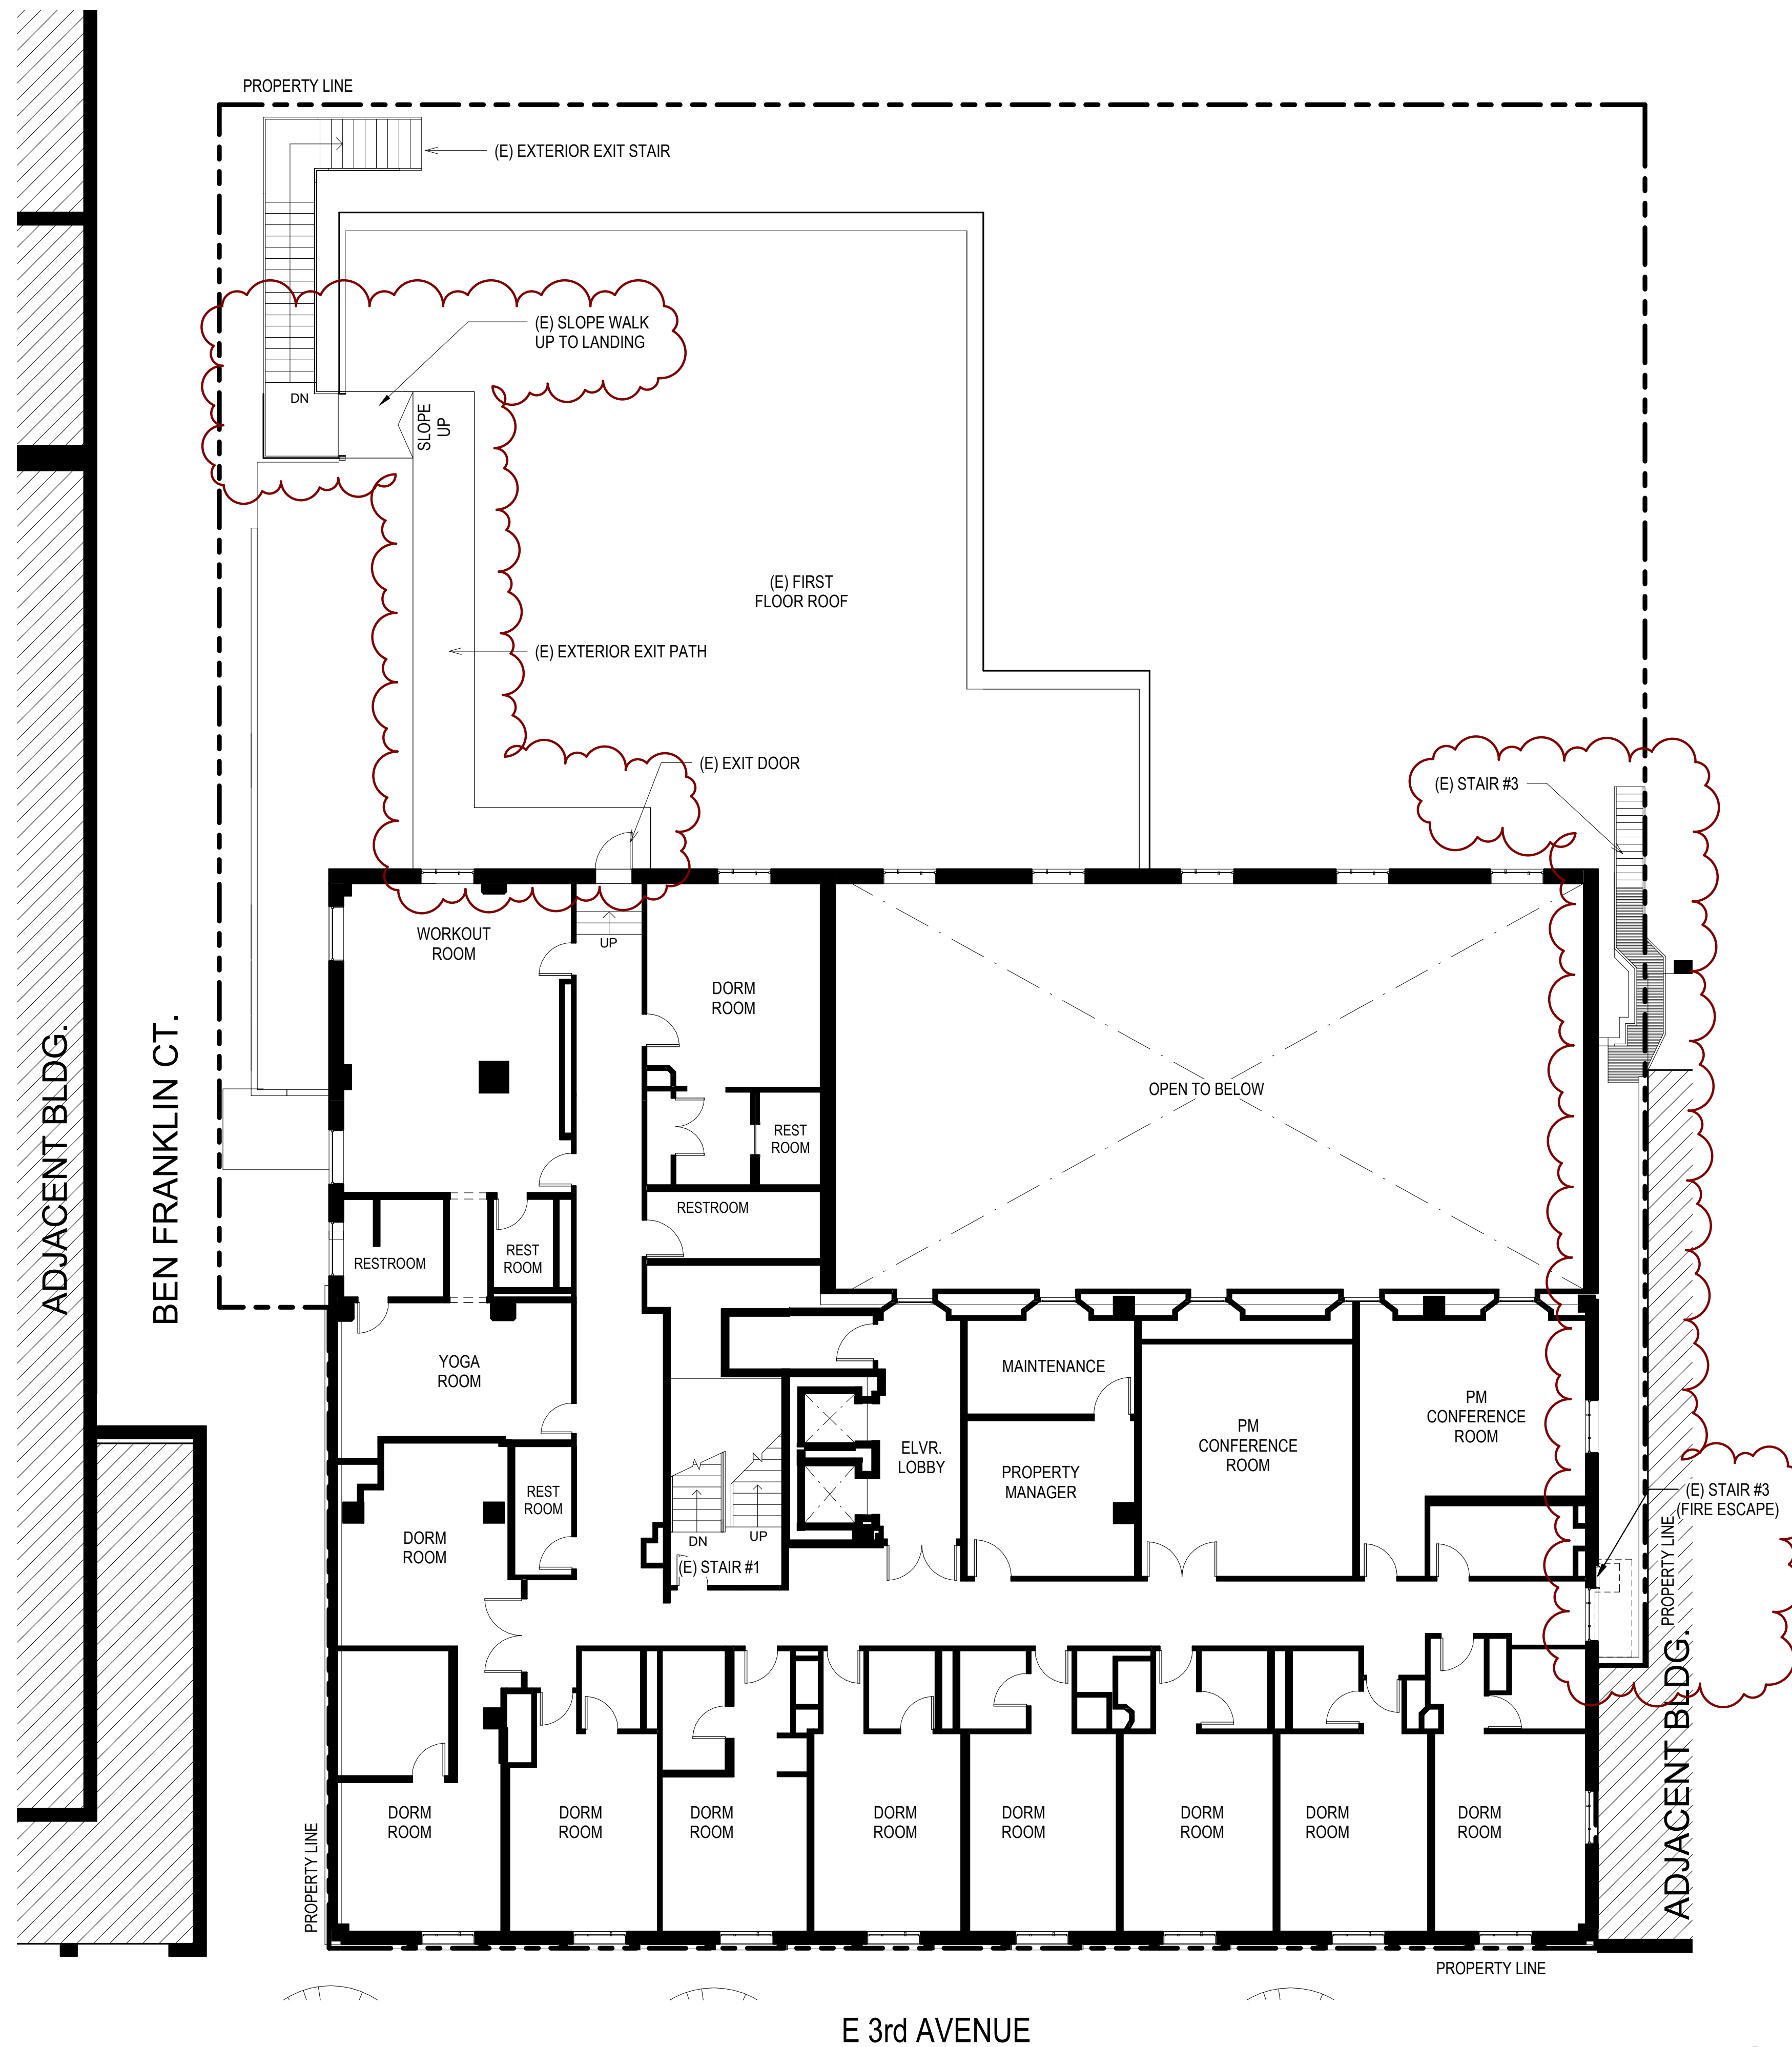 PROPERTY LINE
(E) EXTERIOR EXIT STAIR
(E) SLOPE WALK
UP TO LANDING
DN
SLOPE
UP
(E) FIRST
FLOOR ROOF
(E) EXTERIOR EXIT PATH
(E) EXIT DOOR
(E) STAIR #3
WORKOUT
ROOM
UP
DORM
ROOM
OPEN TO BELOW
ADJACENT BLDG.
BEN FRANKLIN CT.
REST
ROOM
RESTROOM
RESTROOM
REST
ROOM
YOGA
ROOM
MAINTENANCE
PM
CONFERENCE
ROOM
PM
CONFERENCE
ROOM
ELVR.
LOBBY
PROPERTY
MANAGER
REST
ROOM
DORM
ROOM
DN
UP
(E) STAIR #1
(E) STAIR #3
(FIRE ESCAPE)
PROPERTY LINE
ADJACENT BLDG.
DORM
ROOM
DORM
ROOM
DORM
ROOM
DORM
ROOM
DORM
ROOM
DORM
ROOM
DORM
ROOM
DORM
ROOM
PROPERTY LINE
PROPERTY LINE
E 3rd AVENUE